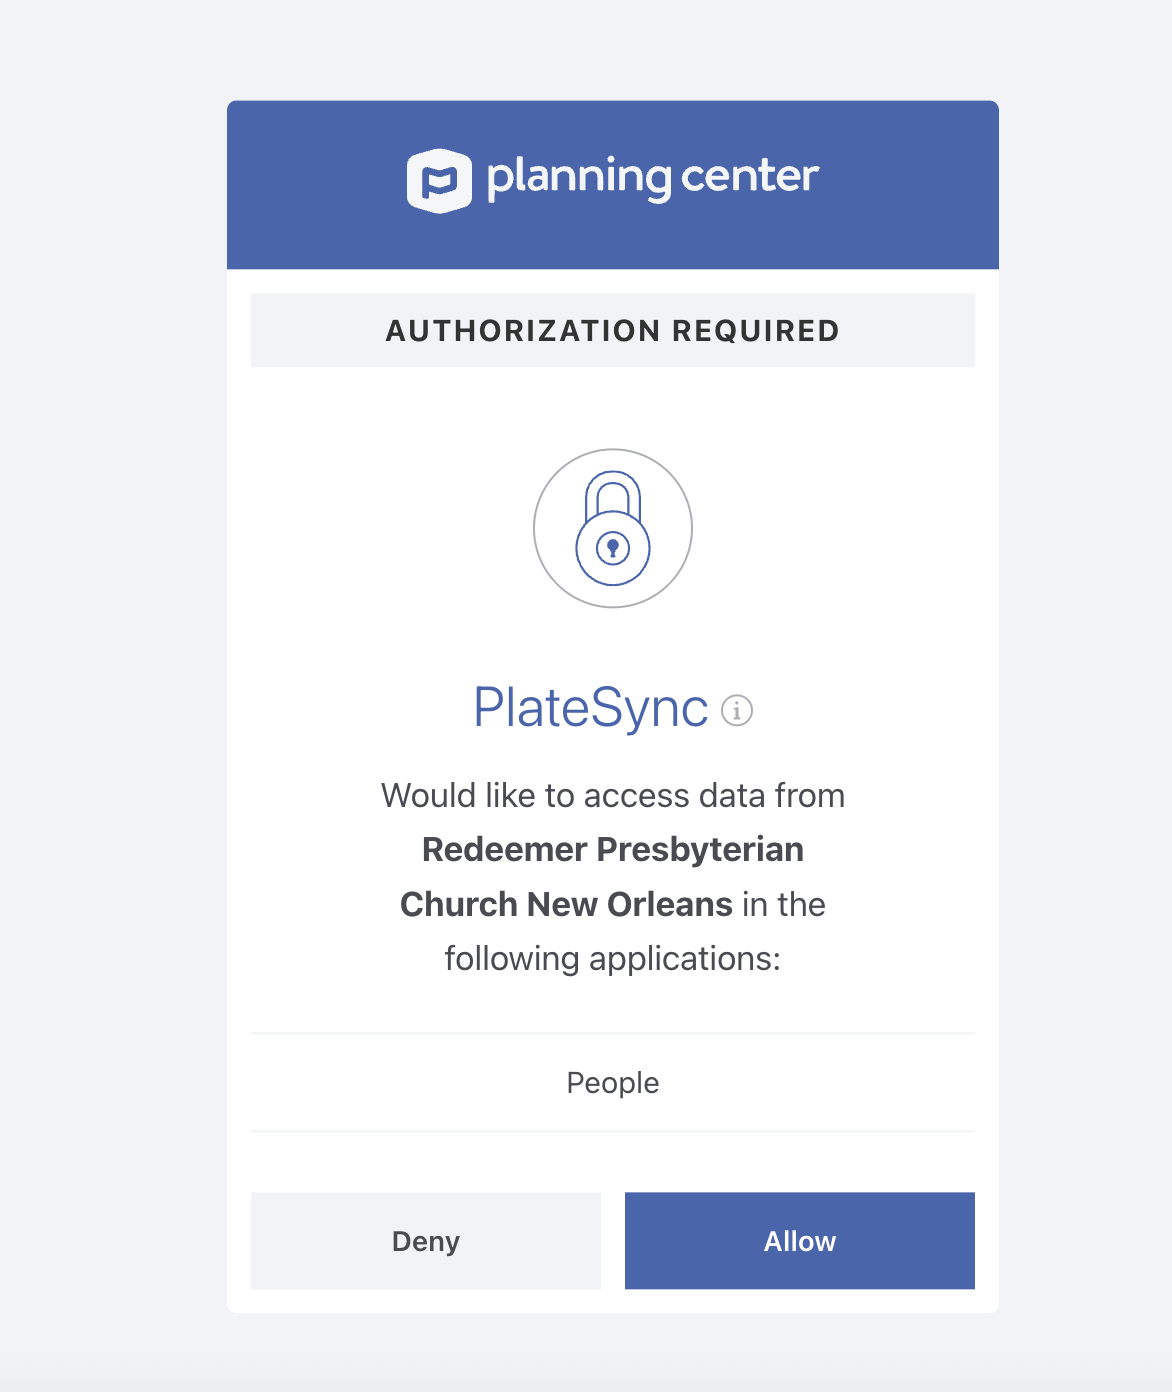 planning center
AUTHORIZATION REQUIRED
PlateSync
Would like to access data from
Redeemer Presbyterian
Church New Orleans in the
following applications:
People
Deny
Allow